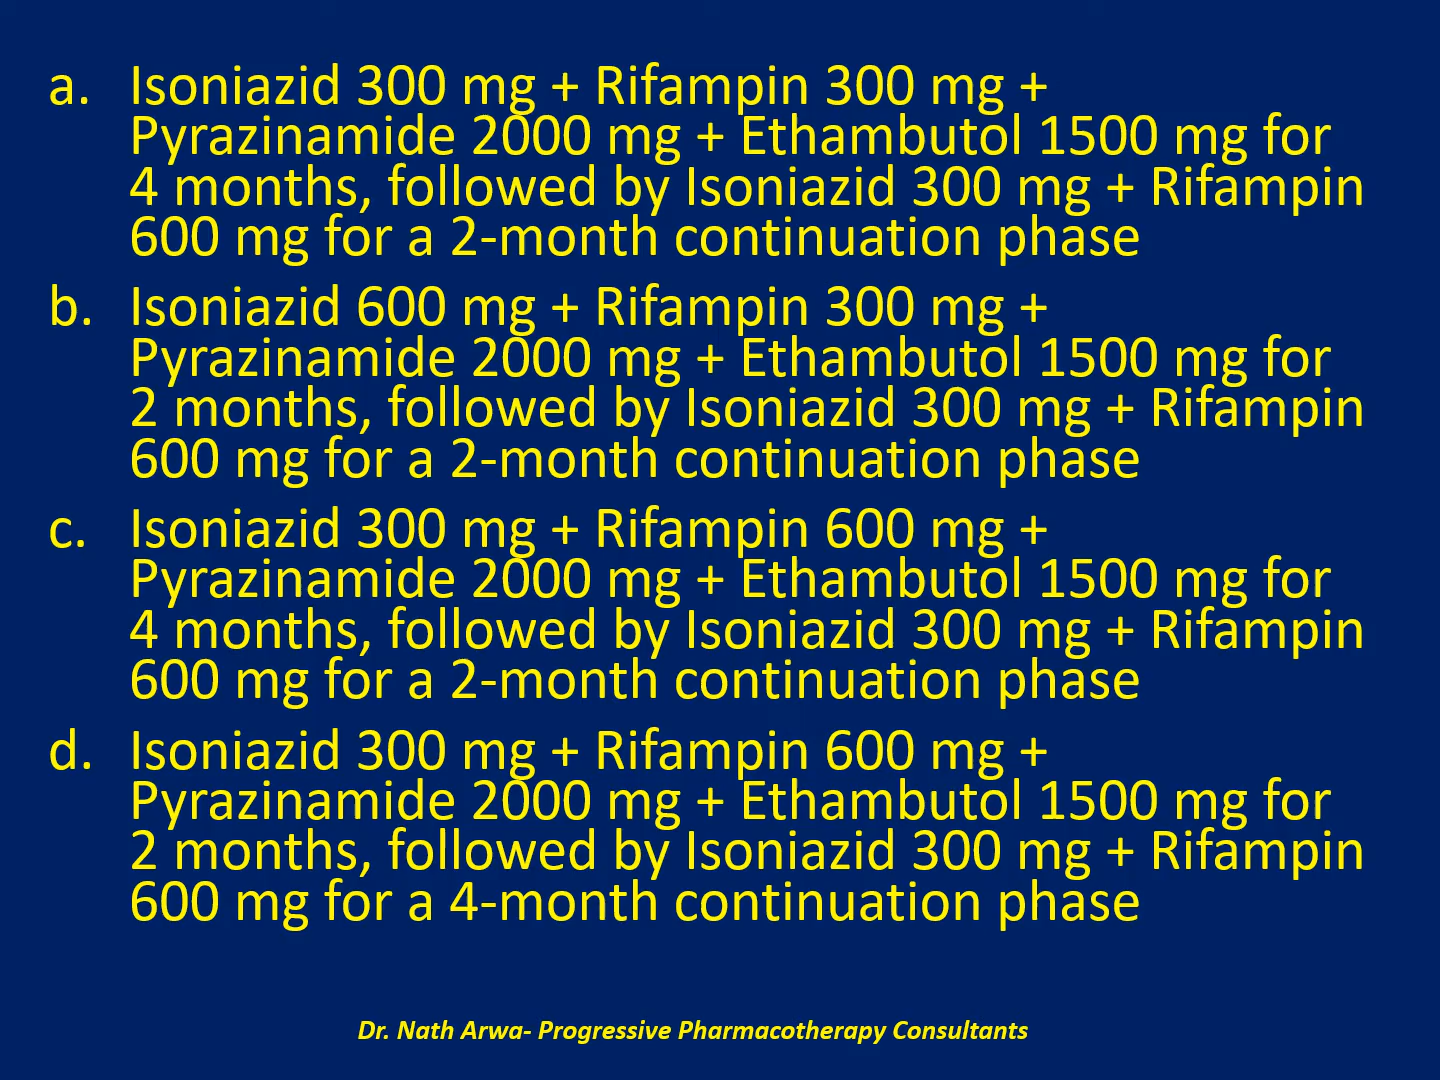 a. Isoniazid 300 mg + Rifampin 300 mg +
Pyrazinamide 2000 mg + Ethambutol 1500 mg for
4 months, followed by Isoniazid 300 mg + Rifampin
600 mg for a 2-month continuation phase
b. Isoniazid 600 mg + Rifampin 300 mg +
Pyrazinamide 2000 mg + Ethambutol 1500 mg for
2 months, followed by Isoniazid 300 mg + Rifampin
600 mg for a 2-month continuation phase
c. Isoniazid 300 mg + Rifampin 600 mg +
Pyrazinamide 2000 mg + Ethambutol 1500 mg for
4 months, followed by Isoniazid 300 mg + Rifampin
600 mg for a 2-month continuation phase
d. Isoniazid 300 mg + Rifampin 600 mg +
Pyrazinamide 2000 mg + Ethambutol 1500 mg for
2 months, followed by Isoniazid 300 mg + Rifampin
600 mg for a 4-month continuation phase
Dr. Nath Arwa- Progressive Pharmacotherapy Consultants